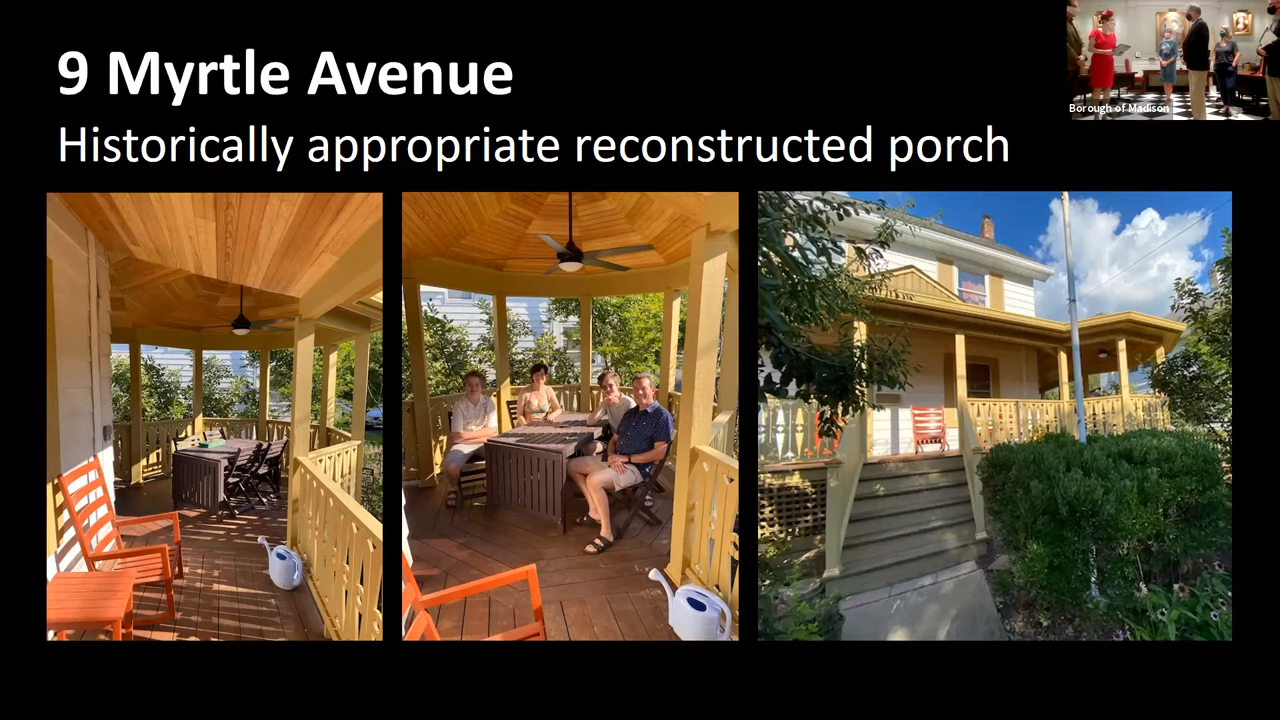 9 Myrtle Avenue
Historically appropriate reconstructed porch
Borough of Madison